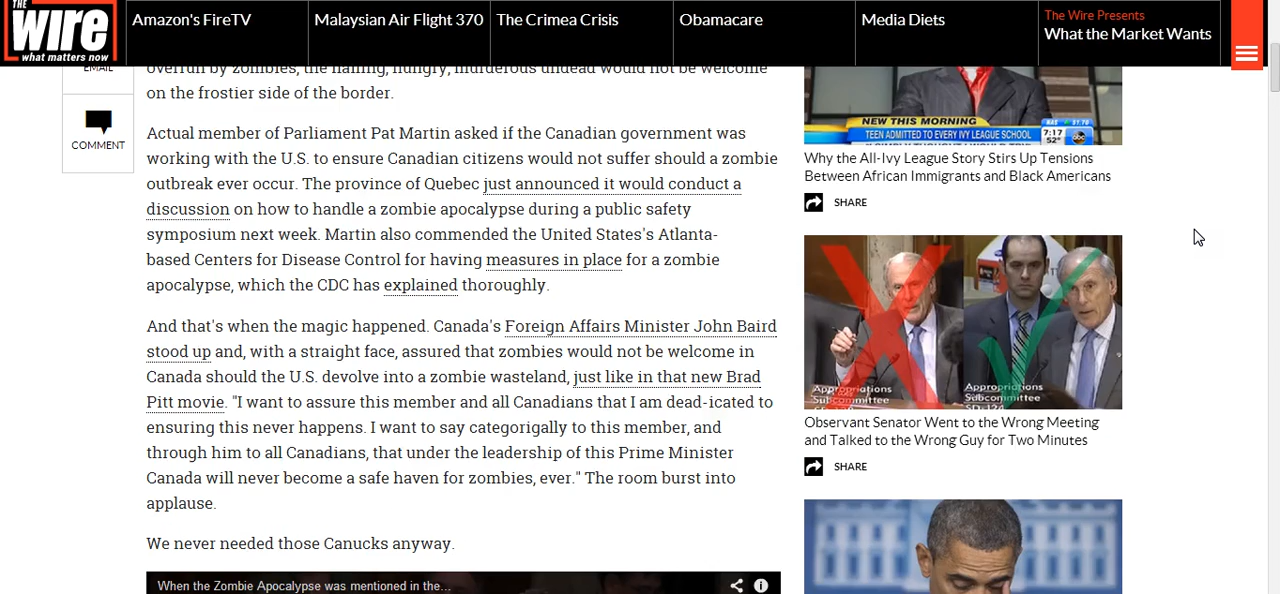 THE
wire
what matters now
Amazon's FireTV
Malaysian Air Flight 370
The Crimea Crisis
Obamacare
Media Diets
The Wire Presents
What the Market Wants
EMAIL
COMMENT
overrun by zombies, the flailing, hungry, murderous undead would not be welcome
on the frostier side of the border.
Actual member of Parliament Pat Martin asked if the Canadian government was
working with the U.S. to ensure Canadian citizens would not suffer should a zombie
outbreak ever occur. The province of Quebec just announced it would conduct a
discussion on how to handle a zombie apocalypse during a public safety
symposium next week. Martin also commended the United States's Atlanta-
based Centers for Disease Control for having measures in place for a zombie
apocalypse, which the CDC has explained thoroughly.
And that's when the magic happened. Canada's Foreign Affairs Minister John Baird
stood up and, with a straight face, assured that zombies would not be welcome in
Canada should the U.S. devolve into a zombie wasteland, just like in that new Brad
Pitt movie. "I want to assure this member and all Canadians that I am dead-icated to
ensuring this never happens. I want to say categorigally to this member, and
through him to all Canadians, that under the leadership of this Prime Minister
Canada will never become a safe haven for zombies, ever." The room burst into
applause.
We never needed those Canucks anyway.
When the Zombie Apocalypse was mentioned in the...
NEW THIS MORNING
TEEN ADMITTED TO EVERY IVY LEAGUE SCHOOL
7:17
52°
abc
Why the All-Ivy League Story Stirs Up Tensions
Between African Immigrants and Black Americans
SHARE
Appropriations
Subcommittee
SD-124
Appropriations
Subcommittee
SD-124
Observant Senator Went to the Wrong Meeting
and Talked to the Wrong Guy for Two Minutes
SHARE